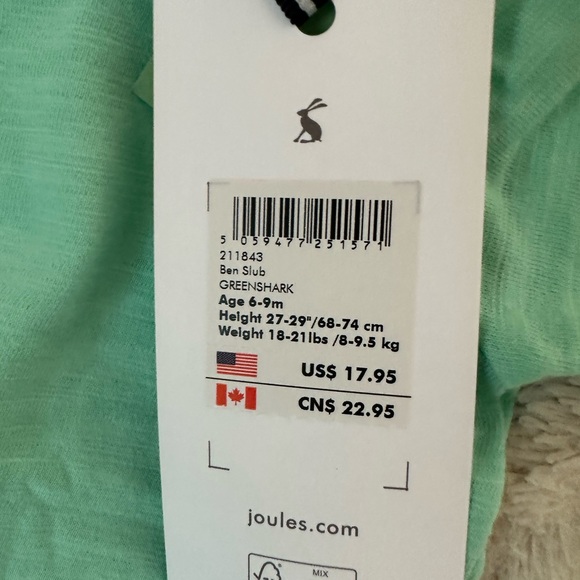 5 059477 251571
211843
Ben Slub
GREENSHARK
Age 6-9m
Height 27-29"/68-74 cm
Weight 18-21lbs /8-9.5 kg
US$ 17.95
CN$ 22.95
joules.com
MIX